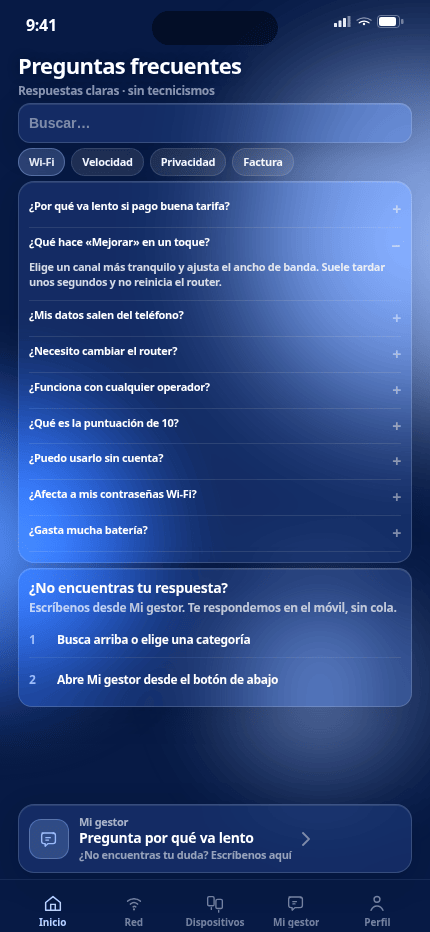 9:41
Preguntas frecuentes
Respuestas claras · sin tecnicismos
Buscar…
Wi-Fi
Velocidad
Privacidad
Factura
¿Por qué va lento si pago buena tarifa? +
¿Qué hace «Mejorar» en un toque? –
Elige un canal más tranquilo y ajusta el ancho de banda. Suele tardar
unos segundos y no reinicia el router.
¿Mis datos salen del teléfono? +
¿Necesito cambiar el router? +
¿Funciona con cualquier operador? +
¿Qué es la puntuación de 10? +
¿Puedo usarlo sin cuenta? +
¿Afecta a mis contraseñas Wi-Fi? +
¿Gasta mucha batería? +
¿No encuentras tu respuesta?
Escríbenos desde Mi gestor. Te respondemos en el móvil, sin cola.
1 Busca arriba o elige una categoría
2 Abre Mi gestor desde el botón de abajo
Mi gestor
Pregunta por qué va lento
¿No encuentras tu duda? Escríbenos aquí
Inicio
Red
Dispositivos
Mi gestor
Perfil